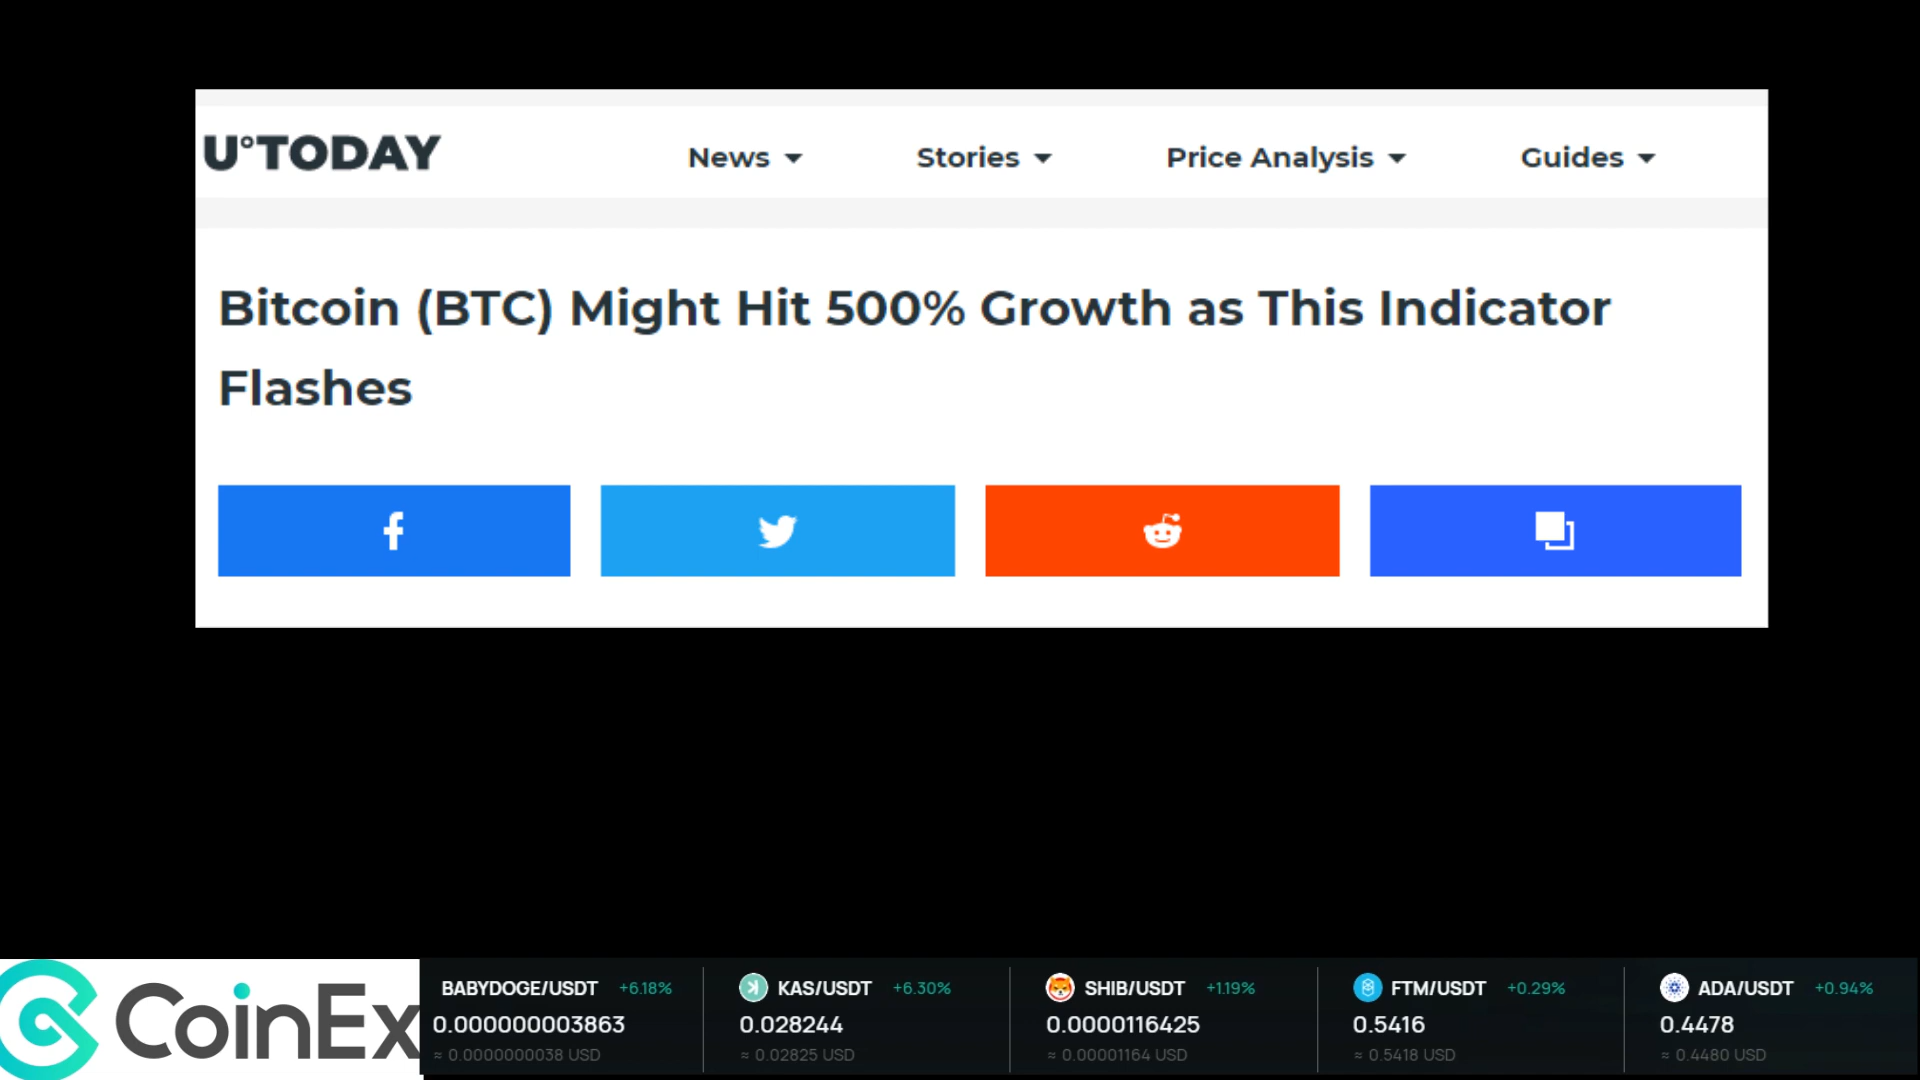 U°TODAY
News
Stories
Price Analysis
Guides
Bitcoin (BTC) Might Hit 500% Growth as This Indicator
Flashes
CoinEx
BABYDOGE/USDT +6.18%
0.000000003863
≈ 0.0000000038 USD
KAS/USDT +6.30%
0.028244
≈ 0.02825 USD
SHIB/USDT +1.19%
0.0000116425
≈ 0.00001164 USD
FTM/USDT +0.29%
0.5416
≈ 0.5418 USD
ADA/USDT +0.94%
0.4478
≈ 0.4480 USD